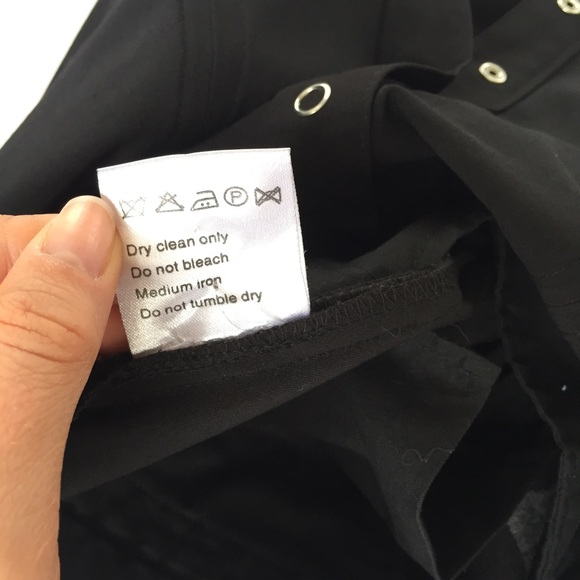 P
Dry clean only
Do not bleach
Medium iron
Do not tumble dry